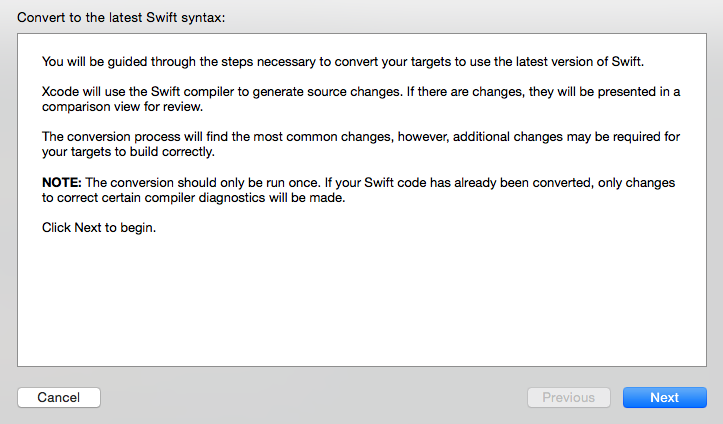 Convert to the latest Swift syntax:
You will be guided through the steps necessary to convert your targets to use the latest version of Swift.
Xcode will use the Swift compiler to generate source changes. If there are changes, they will be presented in a
comparison view for review.
The conversion process will find the most common changes, however, additional changes may be required for
your targets to build correctly.
NOTE: The conversion should only be run once. If your Swift code has already been converted, only changes
to correct certain compiler diagnostics will be made.
Click Next to begin.
Cancel Previous Next